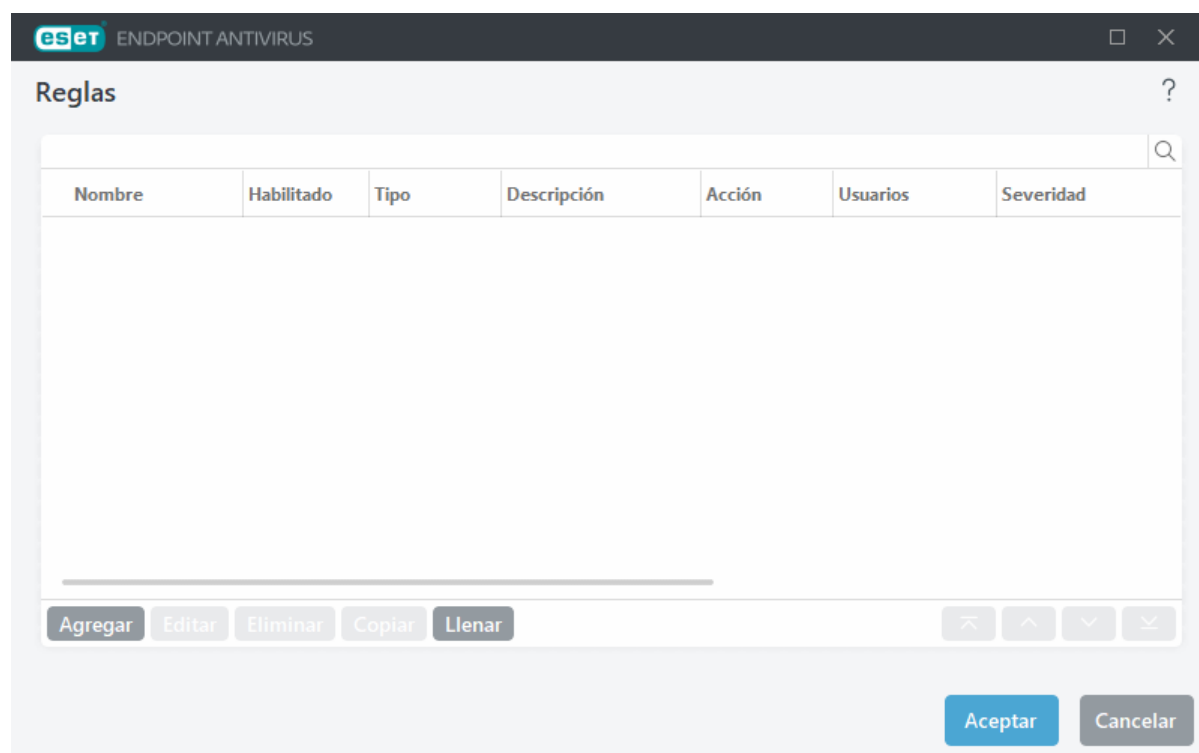 eset ENDPOINT ANTIVIRUS
Reglas
?
Nombre Habilitado Tipo Descripción Acción Usuarios Severidad
Agregar Editar Eliminar Copiar Llenar
Aceptar Cancelar